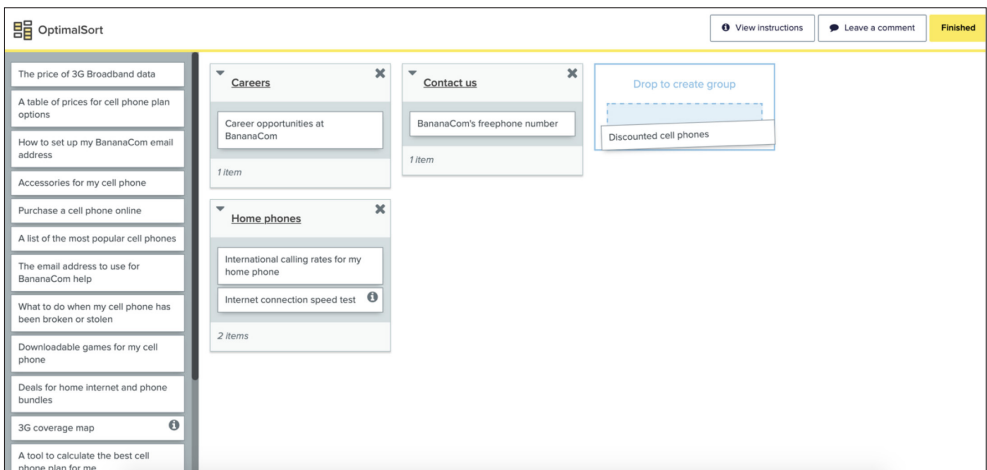 OptimalSort
View instructions
Leave a comment
Finished
The price of 3G Broadband data
A table of prices for cell phone plan
options
How to set up my BananaCom email
address
Accessories for my cell phone
Purchase a cell phone online
A list of the most popular cell phones
The email address to use for
BananaCom help
What to do when my cell phone has
been broken or stolen
Downloadable games for my cell
phone
Deals for home internet and phone
bundles
3G coverage map
A tool to calculate the best cell
phone plan for me
Careers
Career opportunities at
BananaCom
1 item
Contact us
BananaCom's freephone number
1 item
Drop to create group
Discounted cell phones
Home phones
International calling rates for my
home phone
Internet connection speed test
2 items